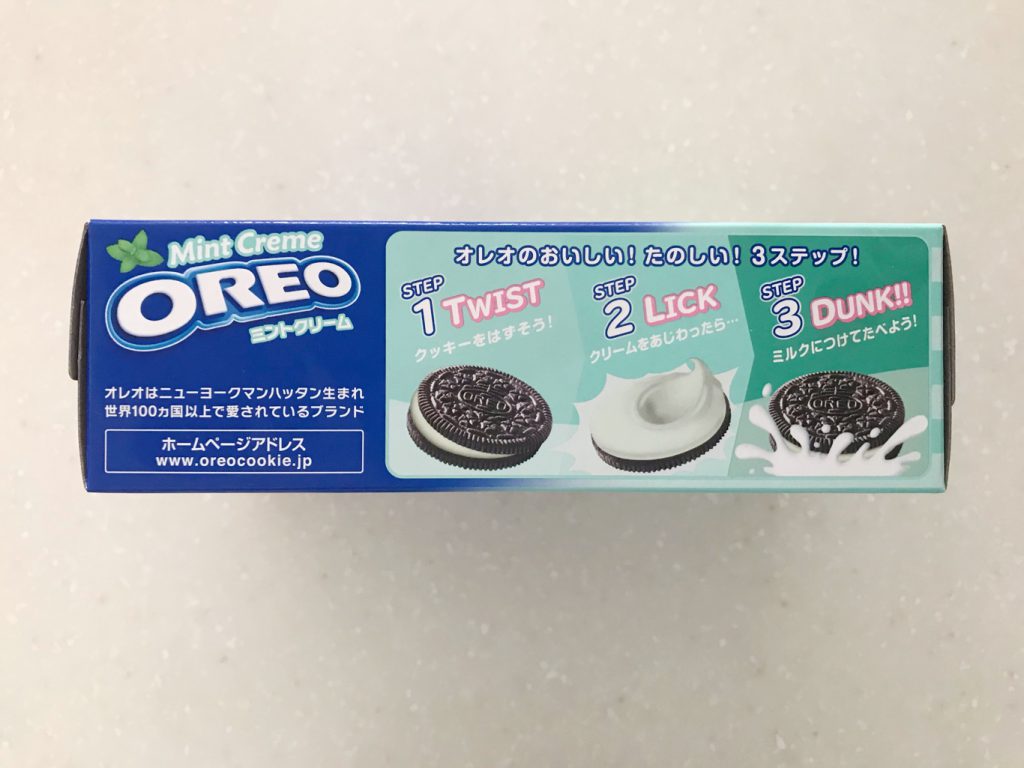 Mint Creme
OREO
ミントクリーム
オレオはニューヨークマンハッタン生まれ
世界100ヵ国以上で愛されているブランド
ホームページアドレス
www.oreocookie.jp
オレオのおいしい！たのしい！3ステップ！
STEP
1 TWIST
クッキーをはずそう！
OREO
STEP
2 LICK
クリームをあじわったら…
STEP
3 DUNK!!
ミルクにつけてたべよう！
OREO